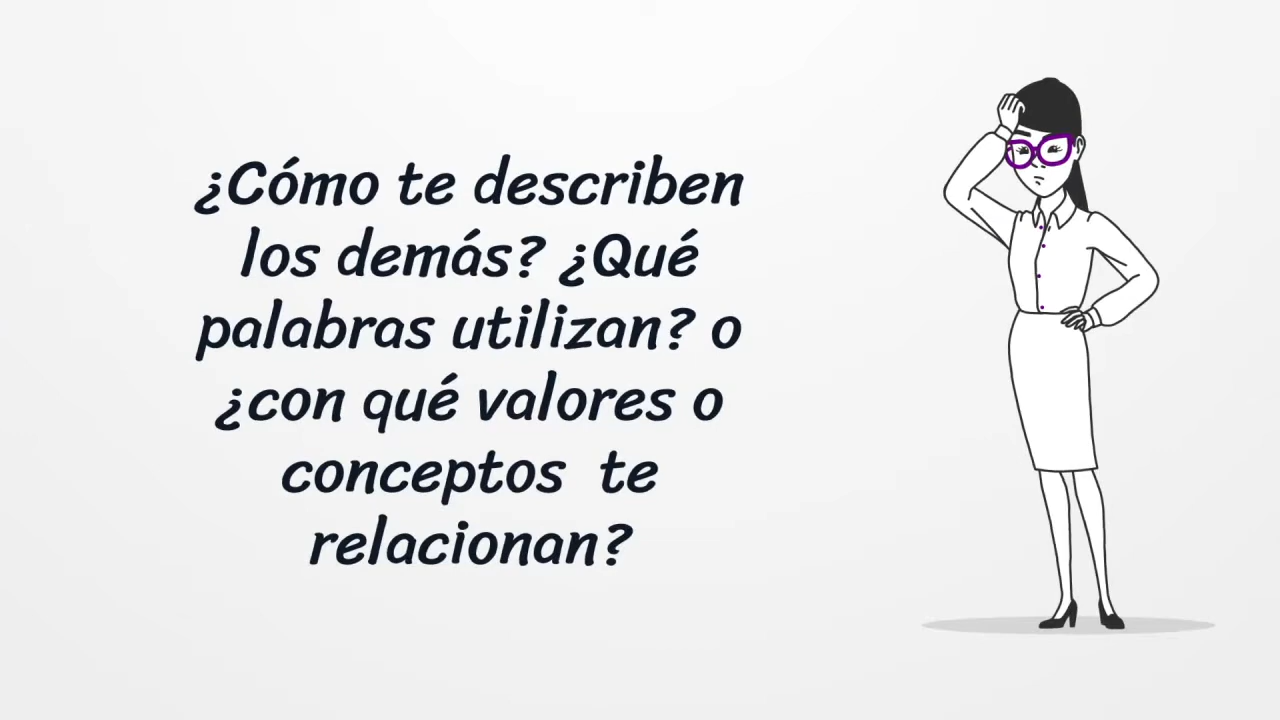 ¿Cómo te describen
los demás? ¿Qué
palabras utilizan? o
¿con qué valores o
conceptos  te
relacionan?